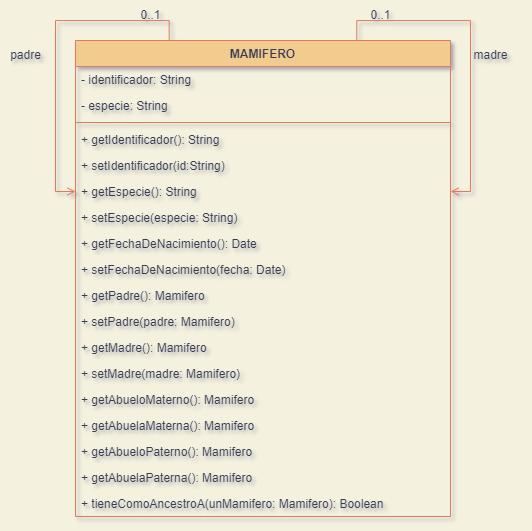 0..1
0..1
padre
madre
MAMIFERO
- identificador: String
- especie: String
+ getIdentificador(): String
+ setIdentificador(id:String)
+ getEspecie(): String
+ setEspecie(especie: String)
+ getFechaDeNacimiento(): Date
+ setFechaDeNacimiento(fecha: Date)
+ getPadre(): Mamifero
+ setPadre(padre: Mamifero)
+ getMadre(): Mamifero
+ setMadre(madre: Mamifero)
+ getAbueloMaterno(): Mamifero
+ getAbuelaMaterna(): Mamifero
+ getAbueloPaterno(): Mamifero
+ getAbuelaPaterna(): Mamifero
+ tieneComoAncestroA(unMamifero: Mamifero): Boolean